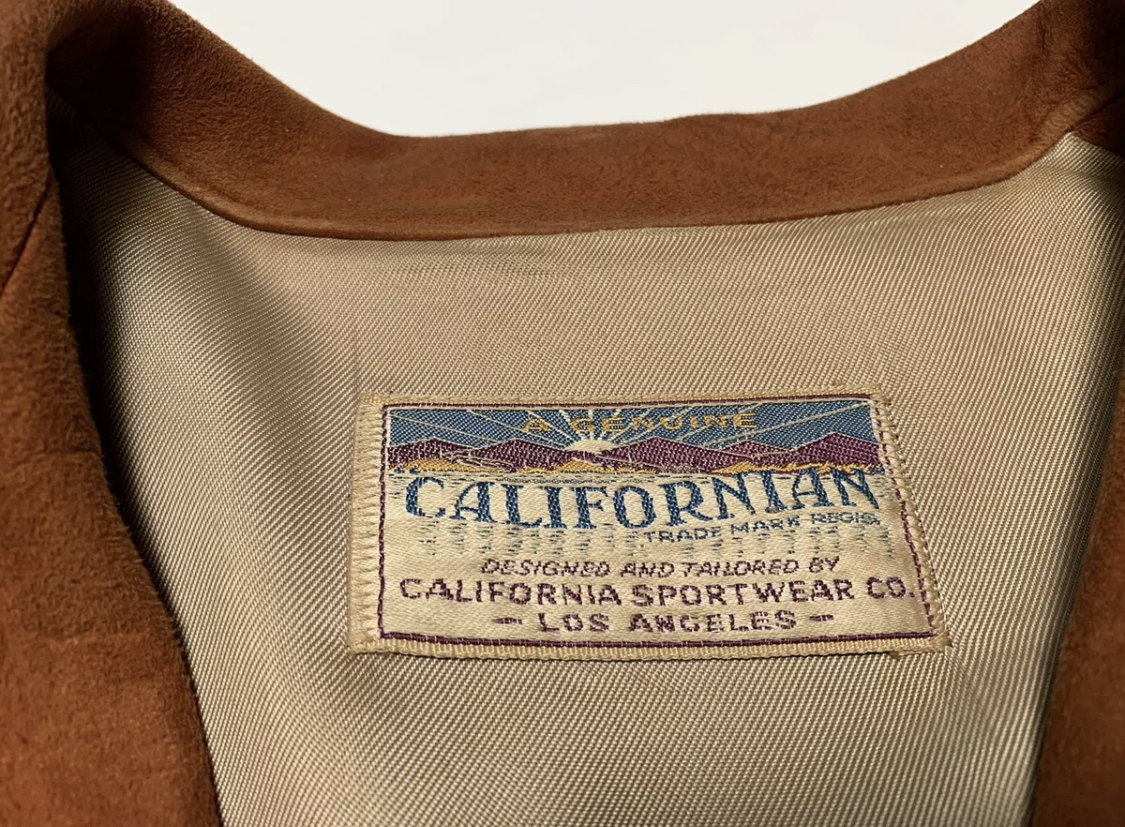 A GENUINE
CALIFORNIAN
TRADE MARK REGIS.
DESIGNED AND TAILORED BY
CALIFORNIA SPORTWEAR CO.
— LOS ANGELES —